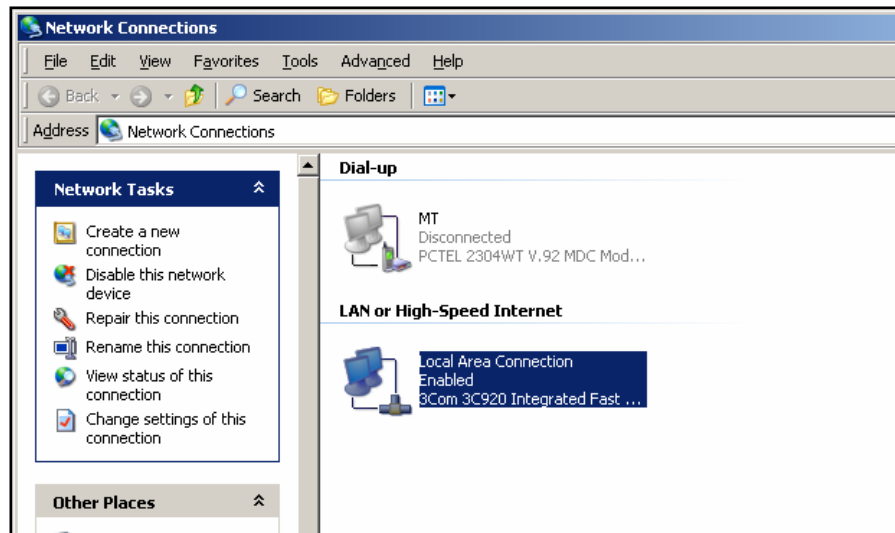 Network Connections
File Edit View Favorites Tools Advanced Help
Back Search Folders
Address Network Connections
Network Tasks
Create a new
connection
Disable this network
device
Repair this connection
Rename this connection
View status of this
connection
Change settings of this
connection
Other Places
Dial-up
MT
Disconnected
PCTEL 2304WT V.92 MDC Mod...
LAN or High-Speed Internet
Local Area Connection
Enabled
3Com 3C920 Integrated Fast ...